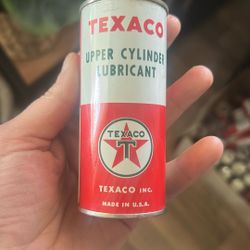 TEXACO
UPPER CYLINDER
LUBRICANT
TEXACO
T
TEXACO INC.
MADE IN U.S.A.